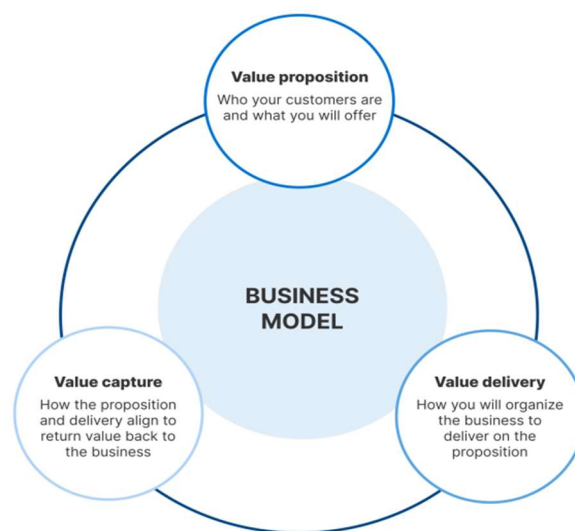 Value proposition
Who your customers are
and what you will offer
BUSINESS
MODEL
Value capture
How the proposition
and delivery align to
return value back to
the business
Value delivery
How you will organize
the business to
deliver on the
proposition